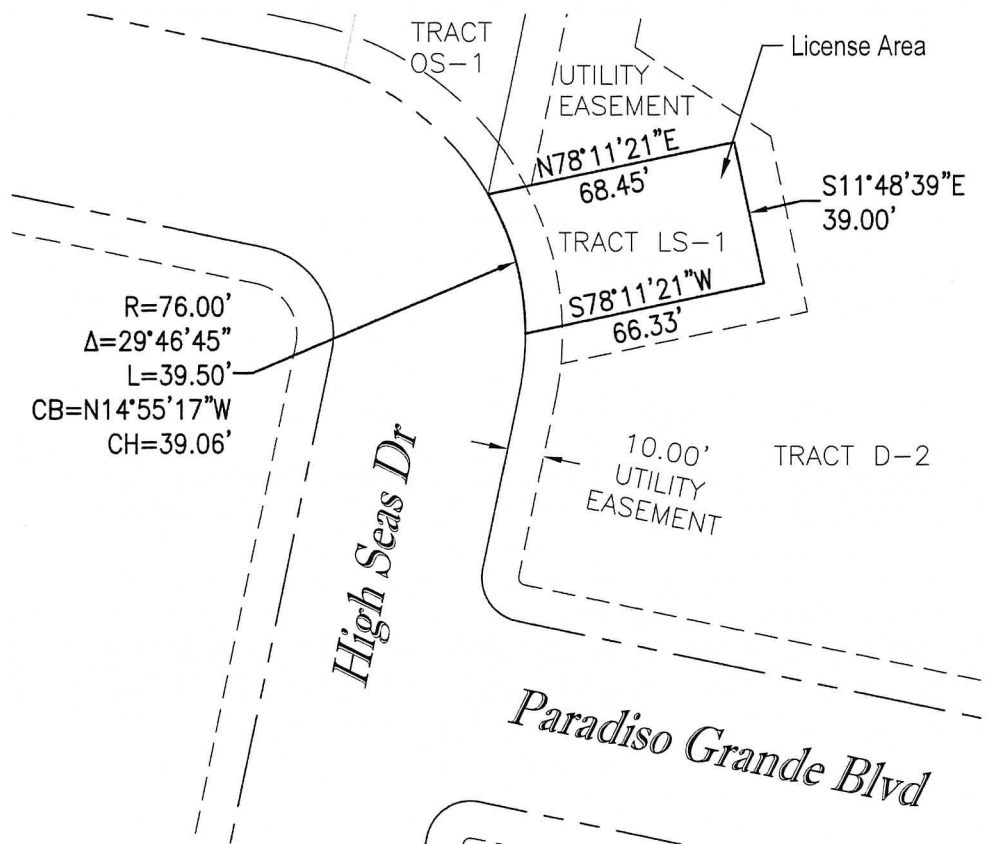 TRACT
OS-1
License Area
UTILITY
EASEMENT
N78°11'21"E
68.45'
S11°48'39"E
39.00'
TRACT LS-1
S78°11'21"W
66.33'
R=76.00'
Δ=29°46'45"
L=39.50'
CB=N14°55'17"W
CH=39.06'
10.00'
UTILITY
EASEMENT
TRACT D-2
High Seas Dr
Paradiso Grande Blvd